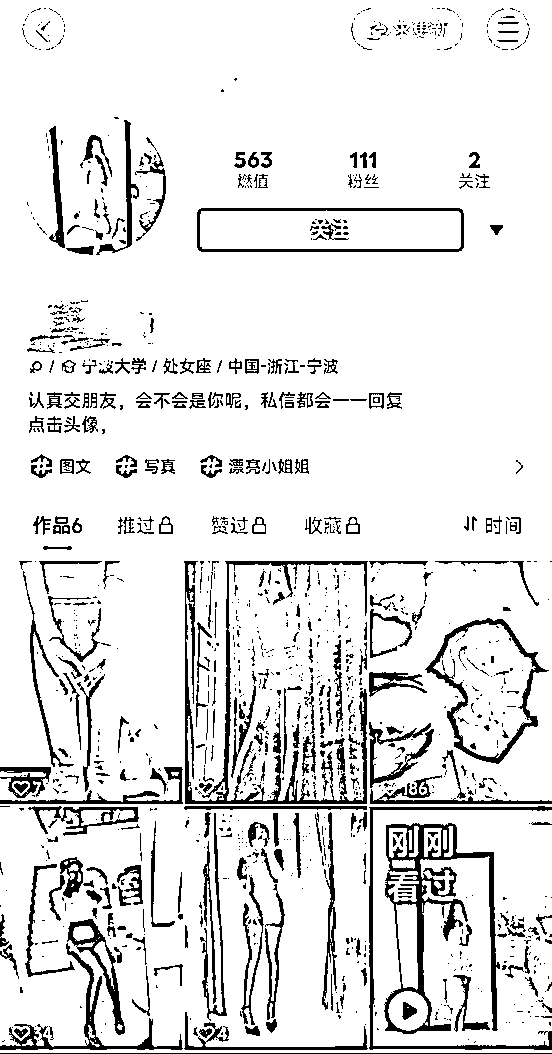 求更新
563 111 2
燃值 粉丝 关注
关注
宁波大学 / 处女座 / 中国-浙江-宁波
认真交朋友，会不会是你呢，私信都会一一回复
点击头像，
图文 写真 漂亮小姐姐
作品6 推过 赞过 收藏 时间
7
186
刚刚
看过
4